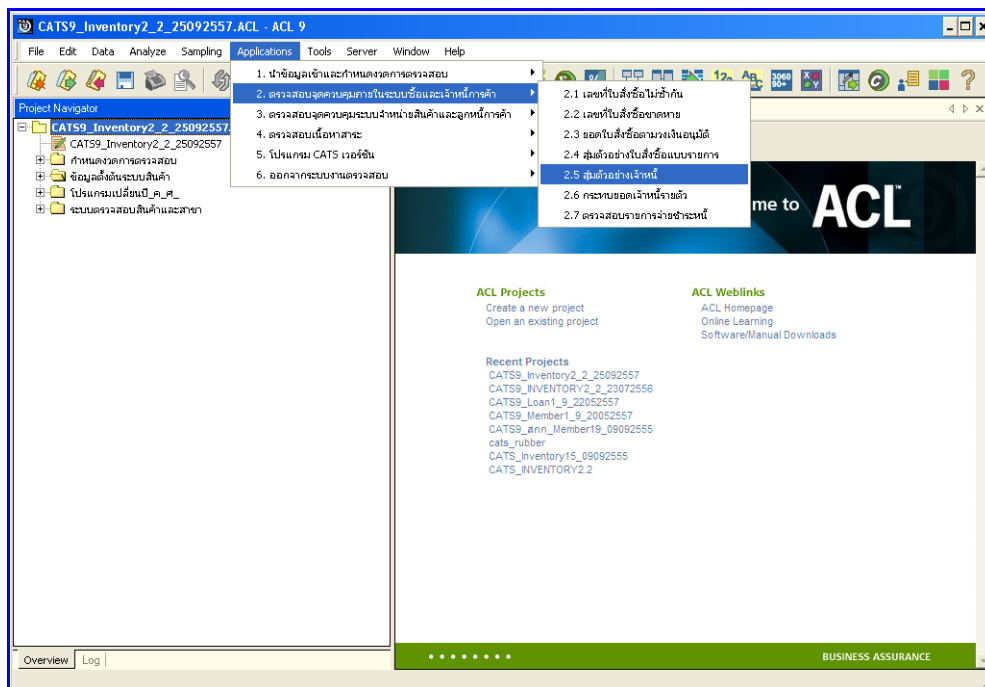 CATS9_Inventory2_2_25092557.ACL - ACL 9
File Edit Data Analyze Sampling Applications Tools Server Window Help
1. นำข้อมูลเข้าและกำหนดงวดการตรวจสอบ
2. ตรวจสอบจุดควบคุมภายในระบบซื้อและเจ้าหนี้การค้า
3. ตรวจสอบจุดควบคุมระบบจำหน่ายสินค้าและลูกหนี้การค้า
4. ตรวจสอบเนื้อหาสาระ
5. โปรแกรม CATS เวอร์ชัน
6. ออกจากระบบงานตรวจสอบ
2.1 เลขที่ใบสั่งซื้อไม่ซ้ำกัน
2.2 เลขที่ใบสั่งซื้อขาดหาย
2.3 ยอดใบสั่งซื้อตามวงเงินอนุมัติ
2.4 สุ่มตัวอย่างใบสั่งซื้อแบบรายการ
2.5 สุ่มตัวอย่างเจ้าหนี้
2.6 กระทบยอดเจ้าหนี้รายตัว
2.7 ตรวจสอบรายการจ่ายชำระหนี้
Project Navigator
CATS9_Inventory2_2_25092557.
CATS9_Inventory2_2_25092557
กำหนดงวดการตรวจสอบ
ข้อมูลตั้งต้นระบบสินค้า
โปรแกรมเปลี่ยนปี_ค_ศ_
ระบบตรวจสอบสินค้าและสาขา
me to ACL™
ACL Projects
Create a new project
Open an existing project
ACL Weblinks
ACL Homepage
Online Learning
Software/Manual Downloads
Recent Projects
CATS9_Inventory2_2_25092557
CATS9_INVENTORY2_2_23072556
CATS9_Loan1_9_22052557
CATS9_Member1_9_20052557
CATS9_สกก_Member19_09092555
cats_rubber
CATS_Inventory15_09092555
CATS_INVENTORY2.2
Overview Log
BUSINESS ASSURANCE